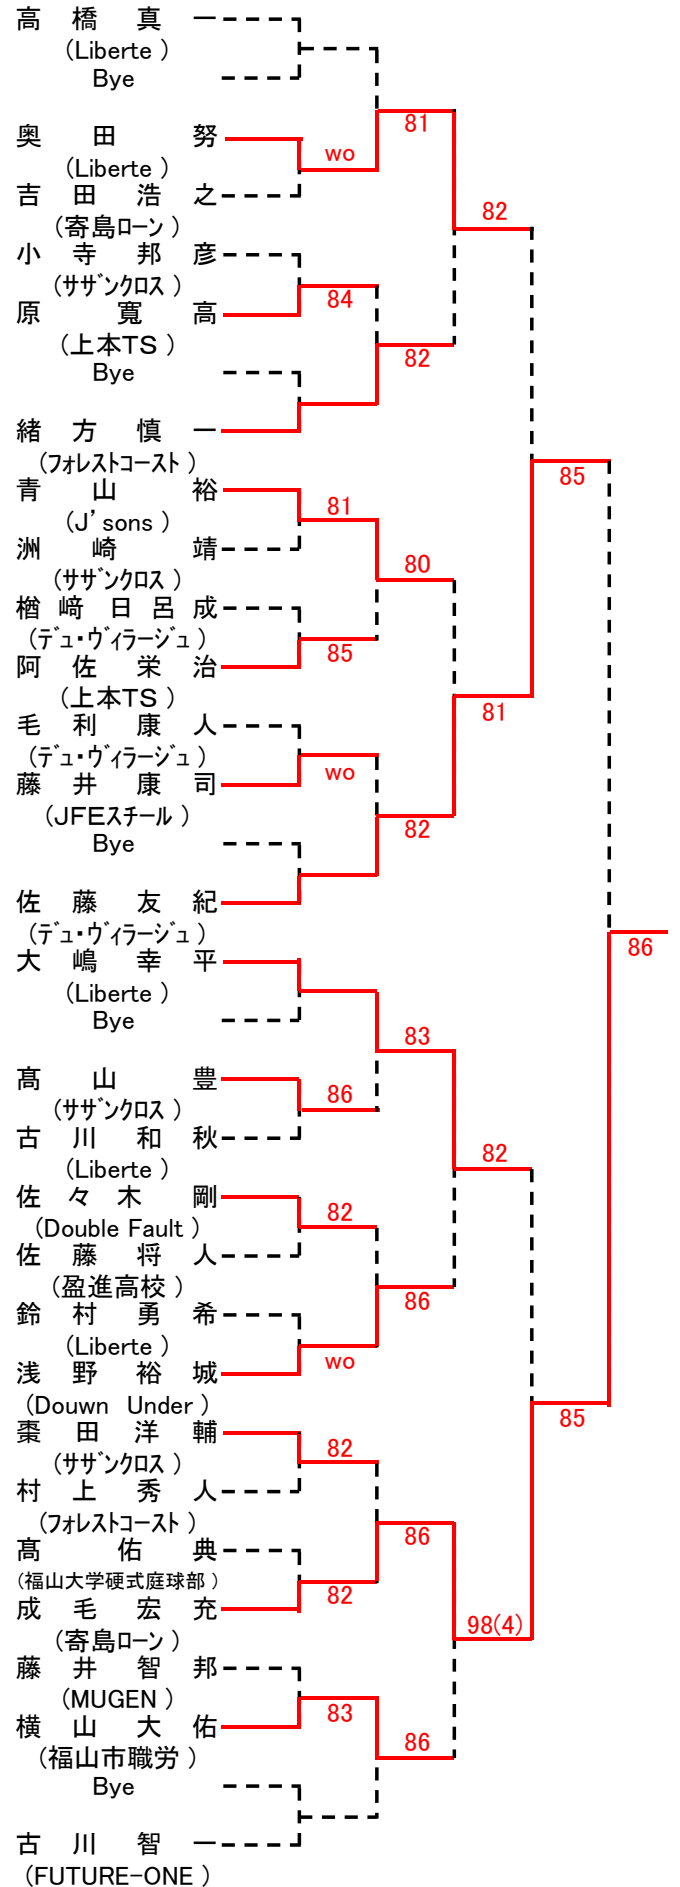 高橋真一
(Liberte )
Bye
81
奥田努
wo
(Liberte )
吉田浩之
82
(寄島ローン )
小寺邦彦
(サザンクロス )
84
原寛高
(上本TS )
82
Bye
緒方慎一
(フォレストコースト )
85
青山裕
81
(J’sons )
洲崎靖
80
(サザンクロス )
楢﨑日呂成
(デュ・ヴィラージュ )
85
阿佐栄治
(上本TS )
81
毛利康人
(デュ・ヴィラージュ )
wo
藤井康司
(JFEスチール )
82
Bye
佐藤友紀
(デュ・ヴィラージュ )
86
大嶋幸平
(Liberte )
Bye
83
髙山豊
86
(サザンクロス )
古川和秋
82
(Liberte )
佐々木剛
82
(Double Fault )
佐藤将人
(盈進高校 )
86
鈴村勇希
(Liberte )
wo
浅野裕城
(Douwn Under )
85
棗田洋輔
82
(サザンクロス )
村上秀人
(フォレストコースト )
86
髙佑典
(福山大学硬式庭球部 )
82
成毛宏充
98(4)
(寄島ローン )
藤井智邦
(MUGEN )
83
横山大佑
86
(福山市職労 )
Bye
古川智一
(FUTURE-ONE )